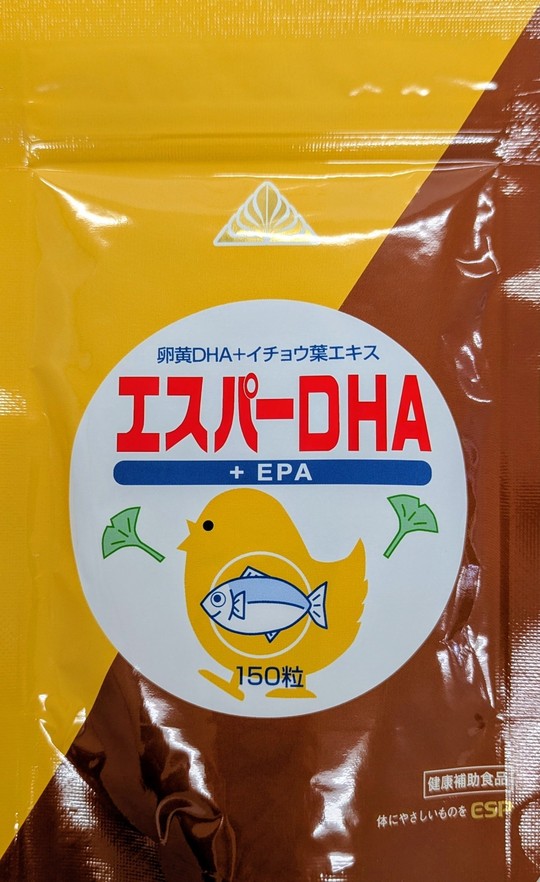 卵黄DHA+イチョウ葉エキス
エスパーDHA
+ EPA
150粒
健康補助食品
体にやさしいものを ESP